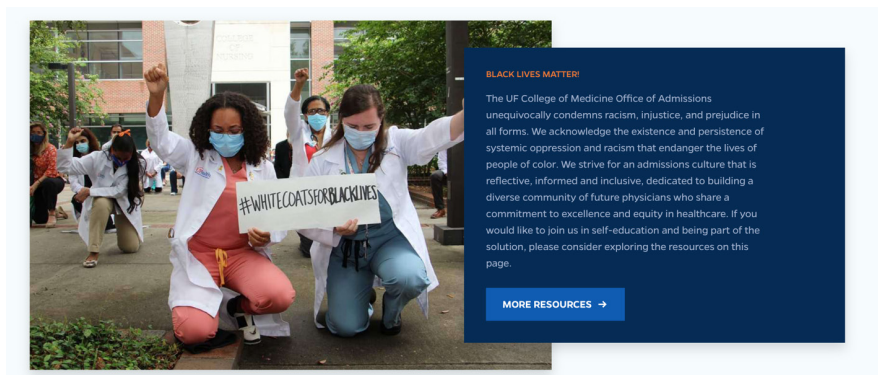 COLLEGE
OF
NURSING
#WHITECOATSFORBLACKLIVES
BLACK LIVES MATTER!
The UF College of Medicine Office of Admissions
unequivocally condemns racism, injustice, and prejudice in
all forms. We acknowledge the existence and persistence of
systemic oppression and racism that endanger the lives of
people of color. We strive for an admissions culture that is
reflective, informed and inclusive, dedicated to building a
diverse community of future physicians who share a
commitment to excellence and equity in healthcare. If you
would like to join us in self-education and being part of the
solution, please consider exploring the resources on this
page.
MORE RESOURCES →